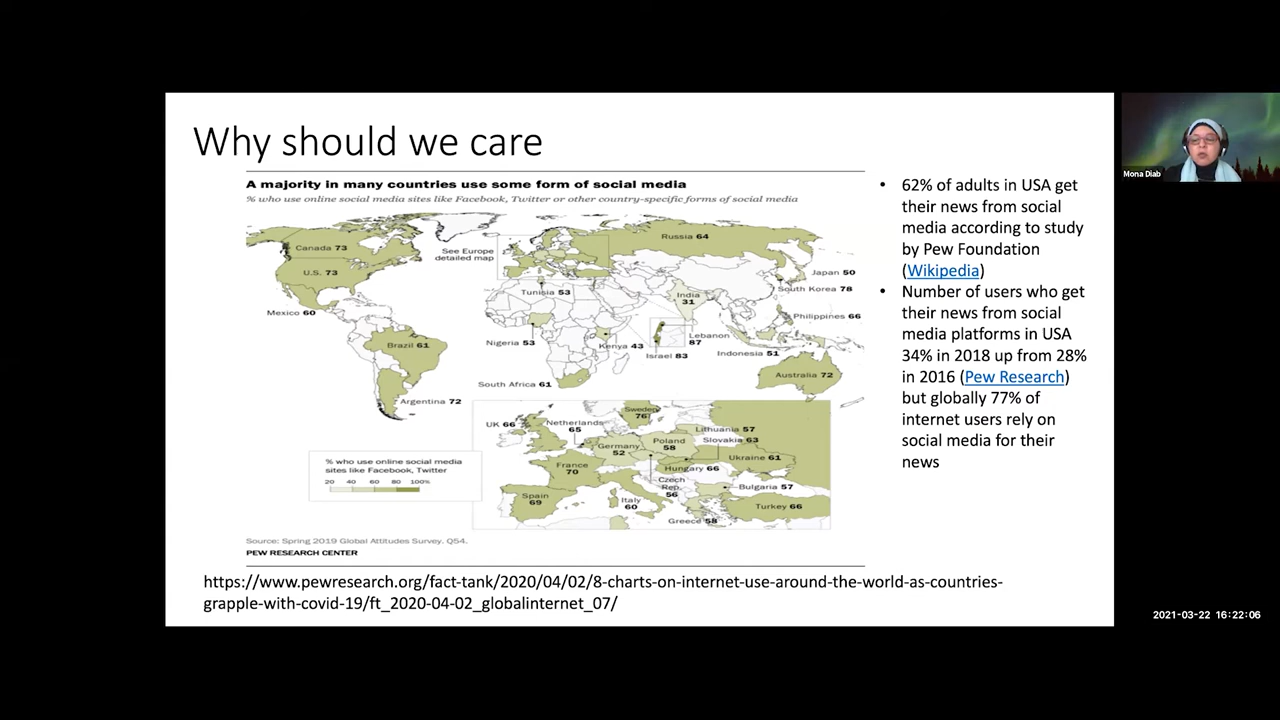 Why should we care
A majority in many countries use some form of social media
% who use online social media sites like Facebook, Twitter or other country-specific forms of social media
Canada 73
U.S. 73
Mexico 60
Brazil 61
Argentina 72
See Europe
detailed map
Russia 64
Tunisia 53
Nigeria 53
Kenya 43
South Africa 61
India
31
Lebanon
87
Israel 83
Japan 50
South Korea 78
Philippines 66
Indonesia 51
Australia 72
UK 66
Netherlands
65
Sweden
76
Germany
52
Poland
58
Lithuania 57
Slovakia 63
Ukraine 61
France
70
Hungary 66
Czech
Rep.
56
Bulgaria 57
Spain
69
Italy
60
Greece 58
Turkey 66
% who use online social media
sites like Facebook, Twitter
20 40 60 80 100%
Source: Spring 2019 Global Attitudes Survey. Q54.
PEW RESEARCH CENTER
• 62% of adults in USA get
their news from social
media according to study
by Pew Foundation
(Wikipedia)
• Number of users who get
their news from social
media platforms in USA
34% in 2018 up from 28%
in 2016 (Pew Research)
but globally 77% of
internet users rely on
social media for their
news
https://www.pewresearch.org/fact-tank/2020/04/02/8-charts-on-internet-use-around-the-world-as-countries-
grapple-with-covid-19/ft_2020-04-02_globalinternet_07/
Mona Diab
2021-03-22 16:22:06